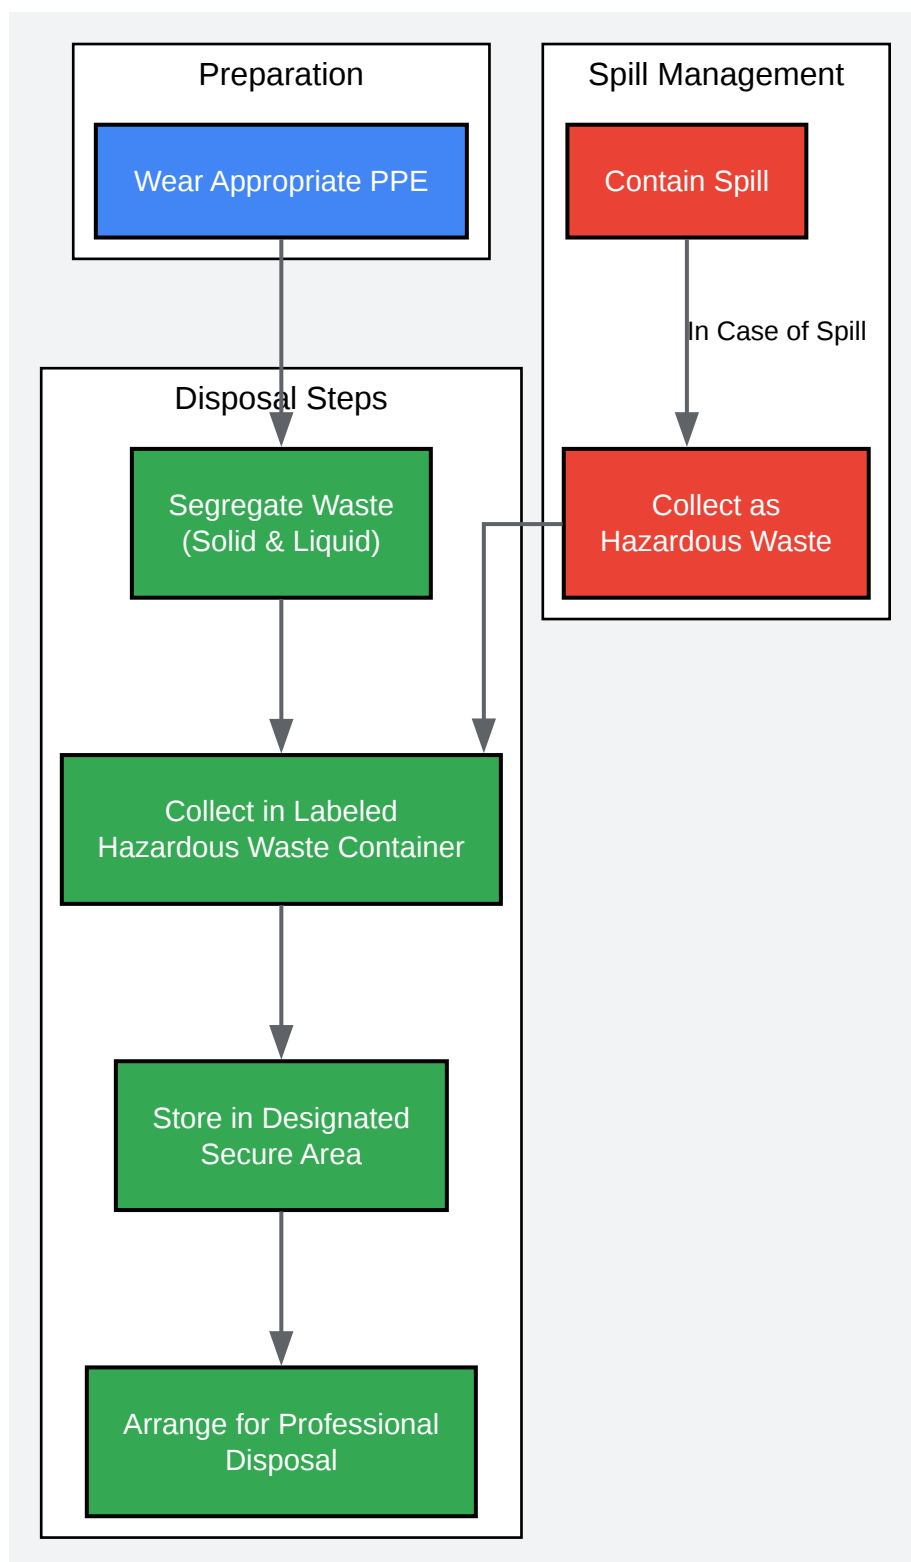 Preparation
Wear Appropriate PPE
Spill Management
Contain Spill
In Case of Spill
Collect as
Hazardous Waste
Disposal Steps
Segregate Waste
(Solid & Liquid)
Collect in Labeled
Hazardous Waste Container
Store in Designated
Secure Area
Arrange for Professional
Disposal